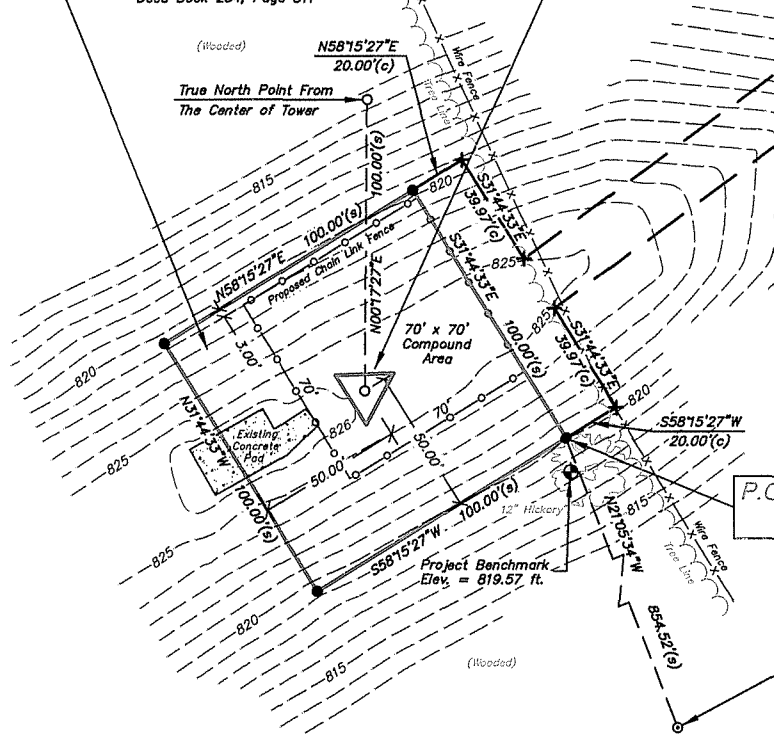 (Wooded)
N58°15'27"E
20.00'(c)
Wire Fence
Tree Line
True North Point From
The Center of Tower
815
100.00'(s)
820
S31°44'33"E
39.97'(c)
N58°15'27"E
100.00'(s)
Proposed Chain Link Fence
S31°44'33"E
100.00'(s)
825
N00°17'27"E
825
3.00'
70'
70' x 70'
Compound
Area
S31°44'33"E
39.97'(c)
820
820
N31°44'33"W
100.00'(s)
Existing
Concrete
Pad
826
70'
50.00'
50.00'
S58°15'27"W
20.00'(c)
825
825
12" Hickory
100.00'(s)
S58°15'27"W
815
N21°05'34"W
854.52'(s)
Wire Fence
Tree Line
Project Benchmark
Elev. = 819.57 ft.
820
815
(Wooded)